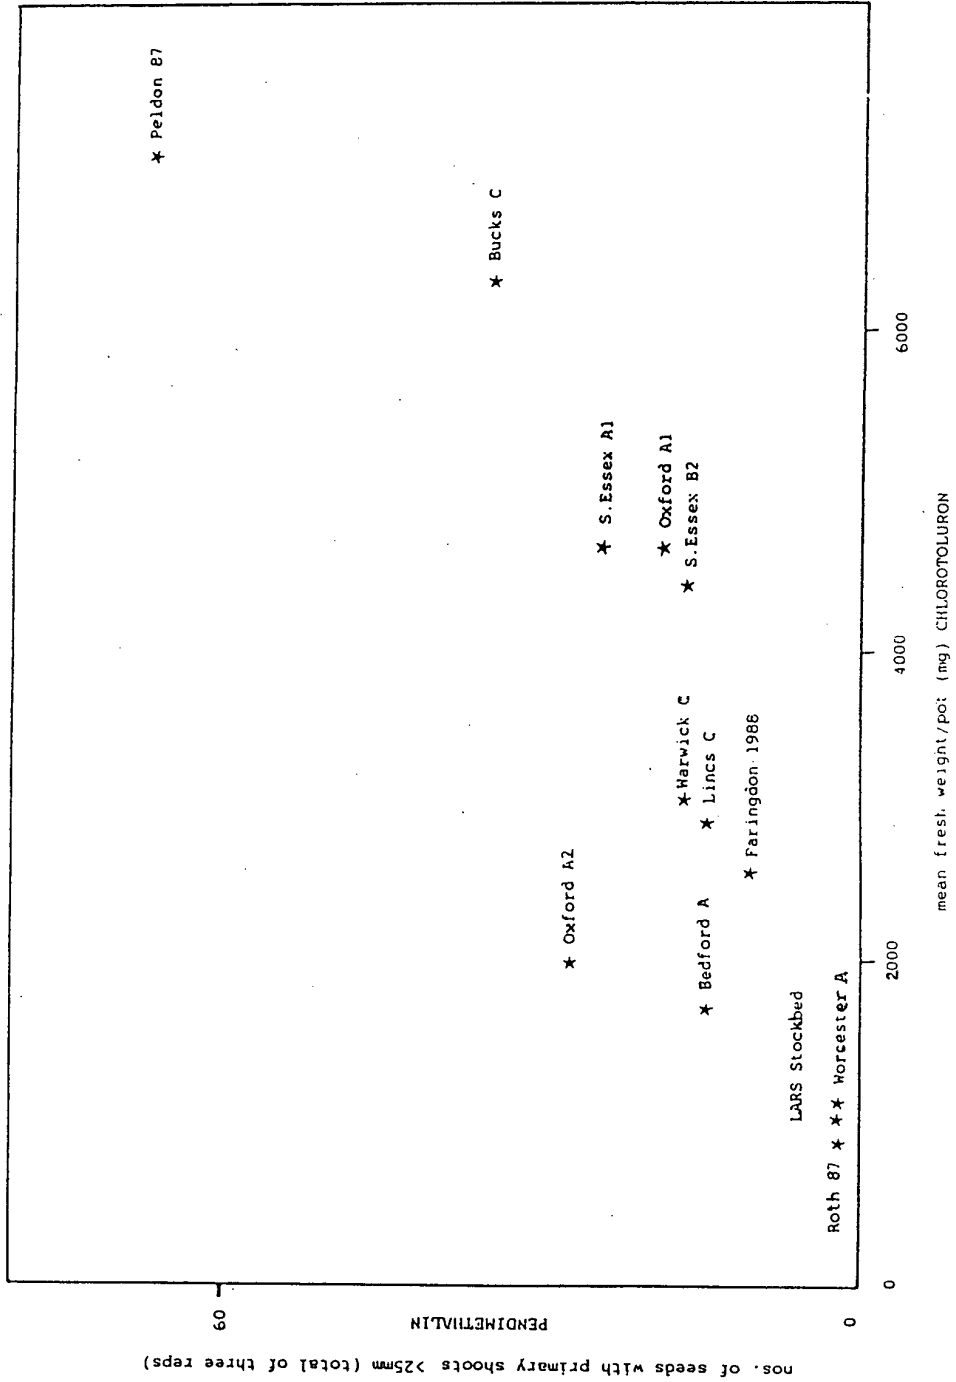 nos. of seeds with primary shoots >25mm (total of three reps)
PENDIMETHALIN
60
0
* Peldon 87
* Bucks C
* Oxford A2
* S.Essex A1
* Oxford A1
* S.Essex B2
* Warwick C
* Lincs C
* Bedford A
* Faringdon 1988
LARS Stockbed
Roth 87 * * * Worcester A
0
2000
4000
6000
mean fresh weight/pot (mg) CHLOROTOLURON